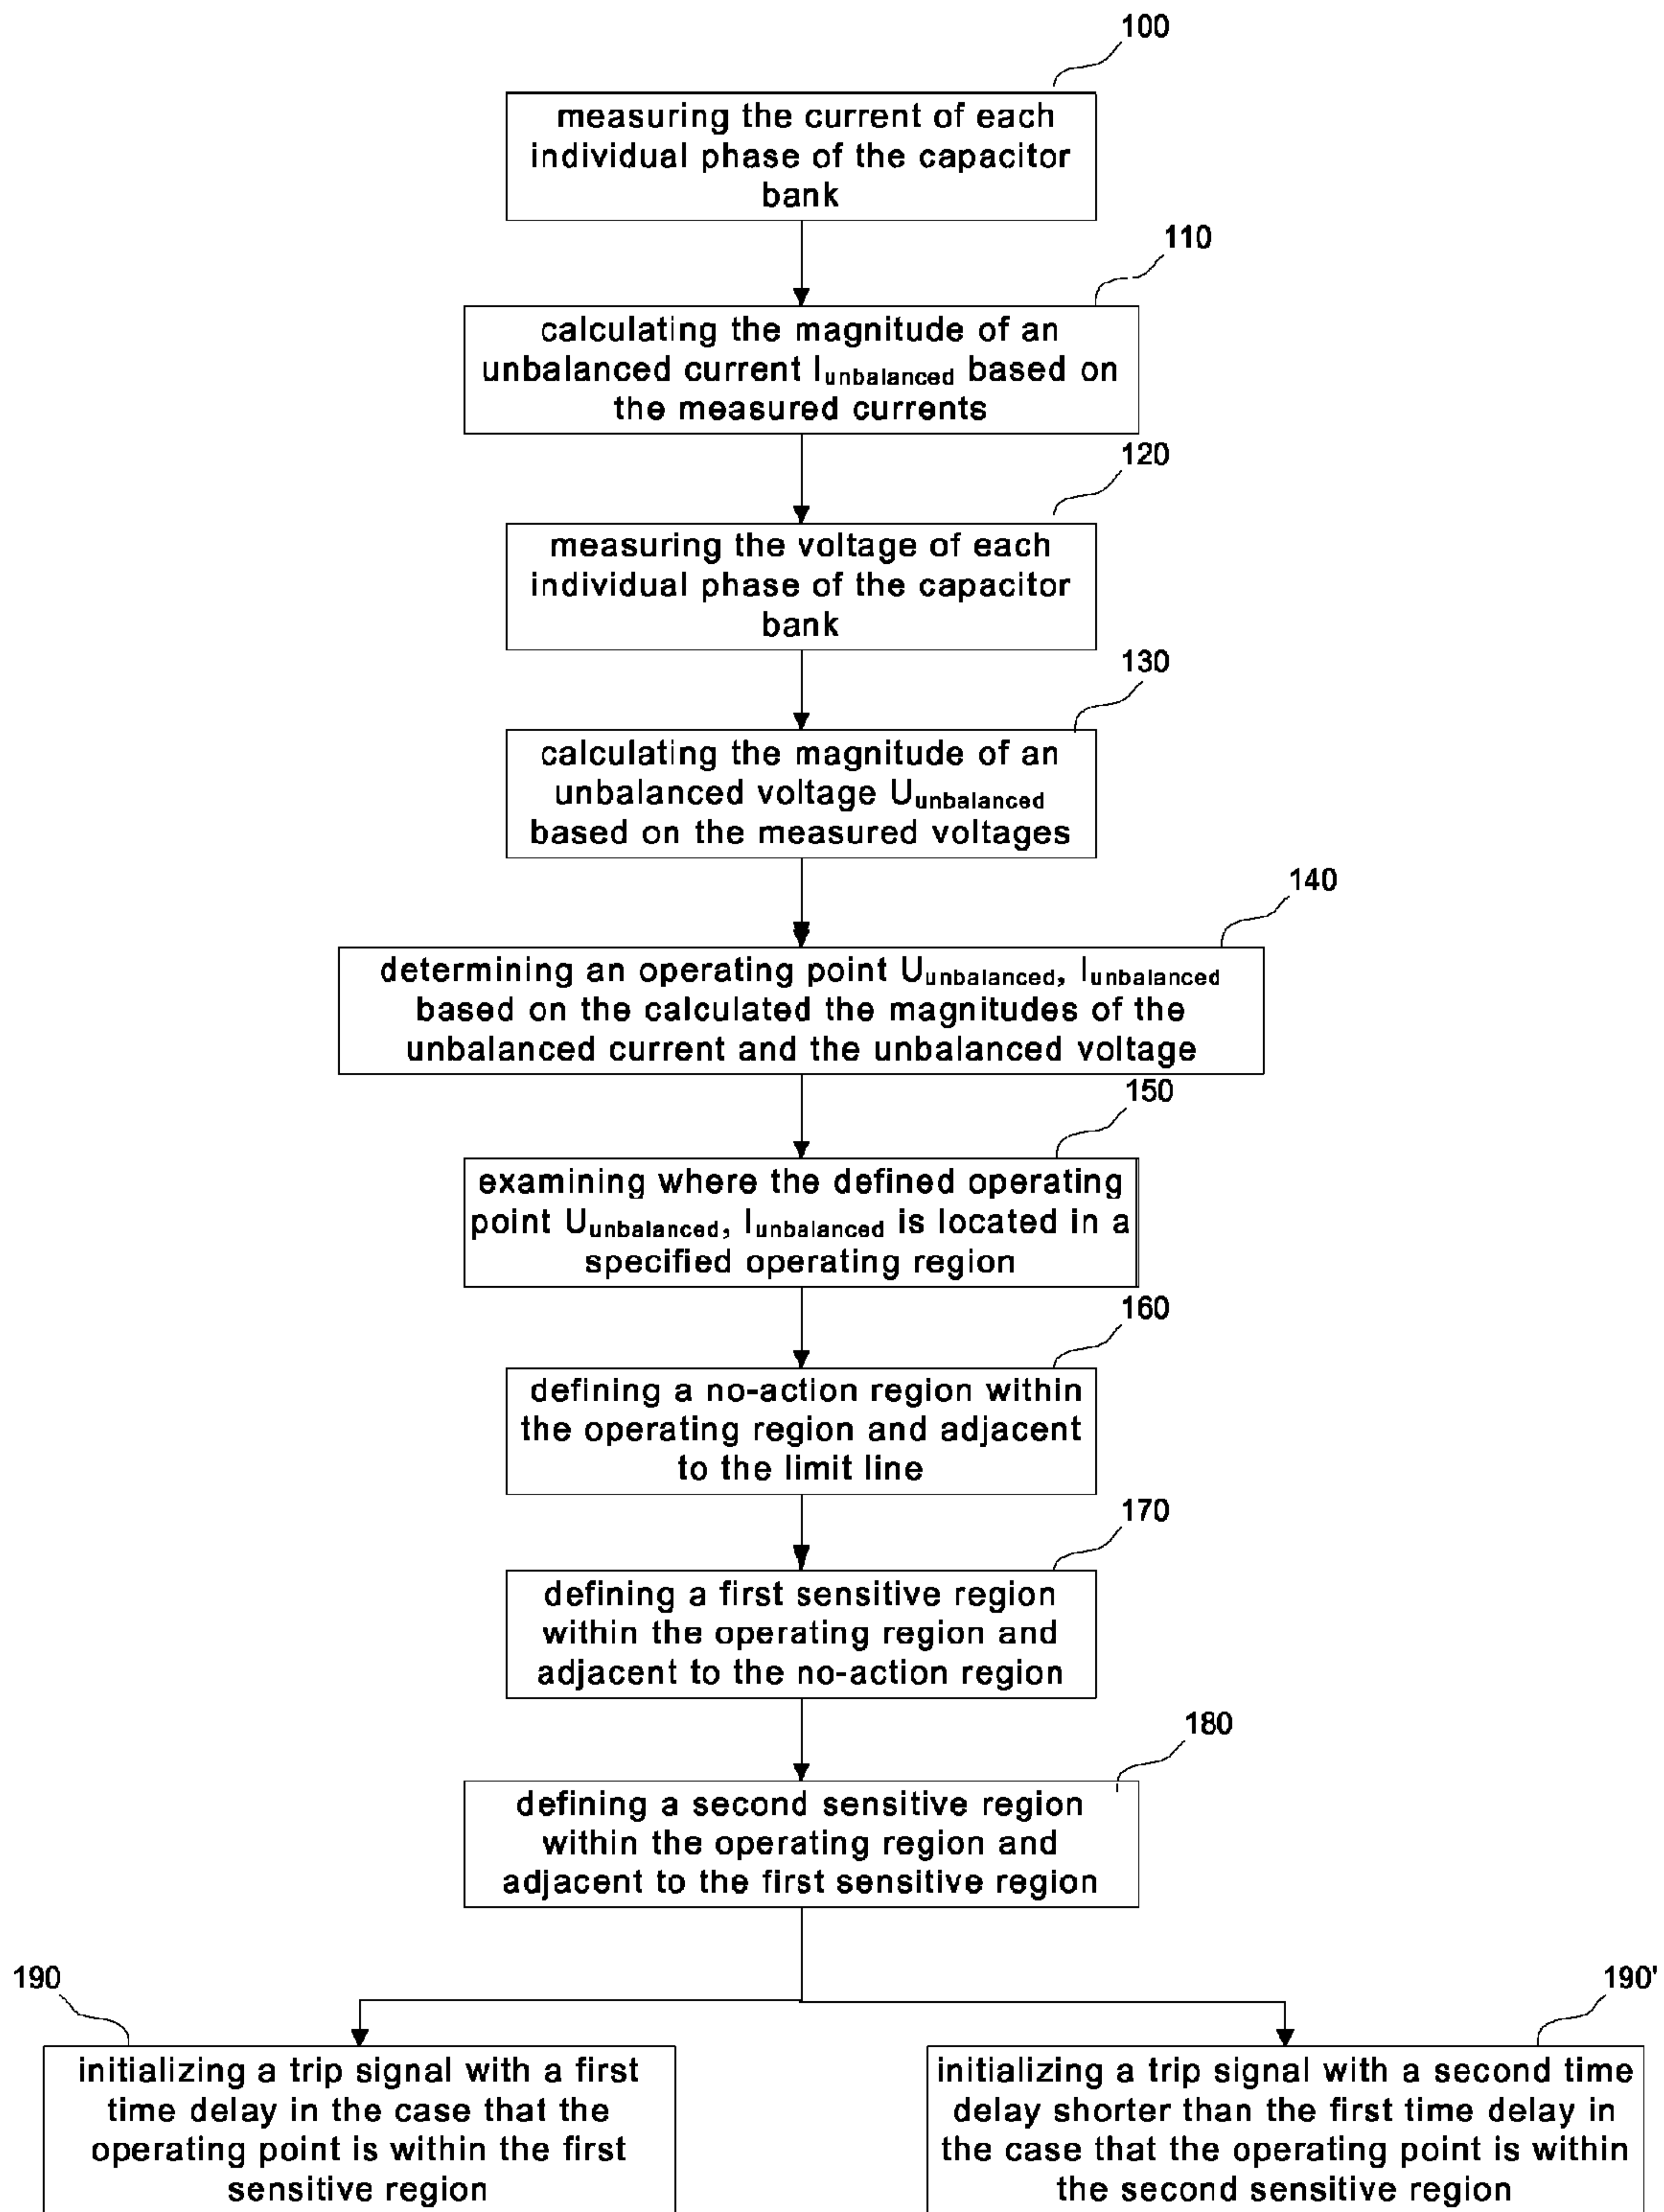 100
measuring the current of each
individual phase of the capacitor
bank
110
calculating the magnitude of an
unbalanced current Iunbalanced based on
the measured currents
120
measuring the voltage of each
individual phase of the capacitor
bank
130
calculating the magnitude of an
unbalanced voltage Uunbalanced
based on the measured voltages
140
determining an operating point Uunbalanced, Iunbalanced
based on the calculated the magnitudes of the
unbalanced current and the unbalanced voltage
150
examining where the defined operating
point Uunbalanced, Iunbalanced is located in a
specified operating region
160
defining a no-action region within
the operating region and adjacent
to the limit line
170
defining a first sensitive region
within the operating region and
adjacent to the no-action region
180
defining a second sensitive region
within the operating region and
adjacent to the first sensitive region
190
initializing a trip signal with a first
time delay in the case that the
operating point is within the first
sensitive region
190'
initializing a trip signal with a second time
delay shorter than the first time delay in
the case that the operating point is within
the second sensitive region